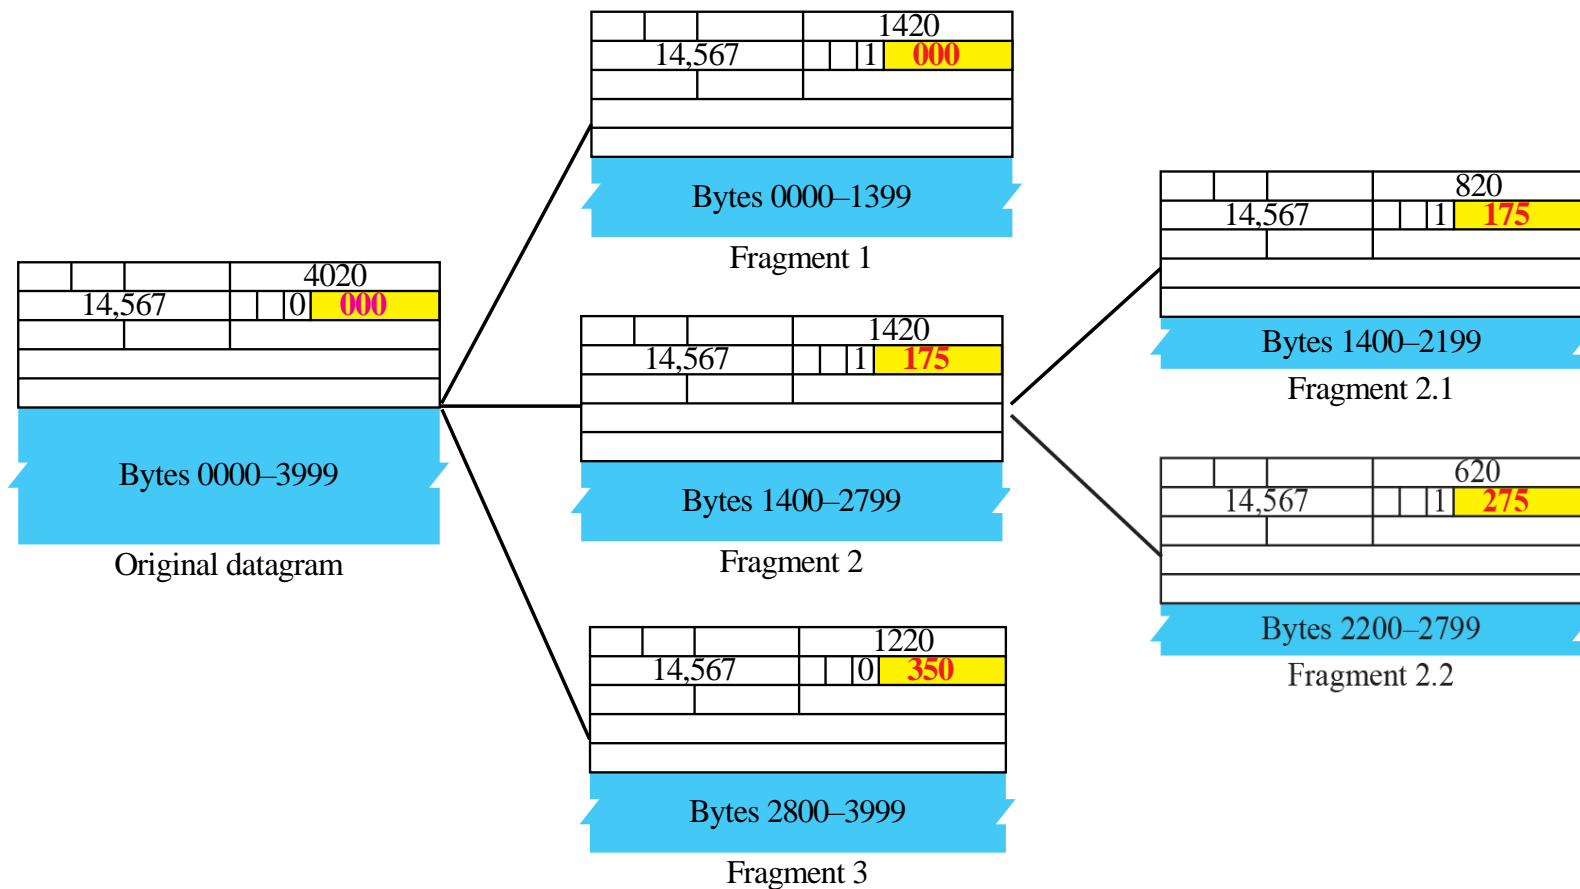 4020
14,567 0 000
Bytes 0000–3999
Original datagram
1420
14,567 1 000
Bytes 0000–1399
Fragment 1
1420
14,567 1 175
Bytes 1400–2799
Fragment 2
1220
14,567 0 350
Bytes 2800–3999
Fragment 3
820
14,567 1 175
Bytes 1400–2199
Fragment 2.1
620
14,567 1 275
Bytes 2200–2799
Fragment 2.2